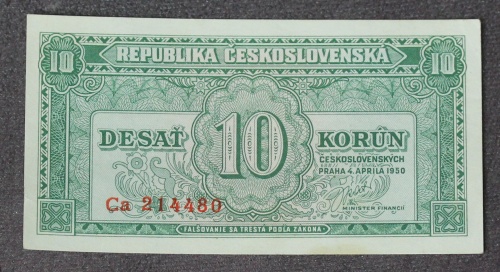 10
REPUBLIKA ČESKOSLOVENSKÁ
10
DESAŤ
10
KORÚN
ČESKOSLOVENSKÝCH
PRAHA 4. APRÍLA 1950
Ca 214480
MINISTER FINANCIÍ
FALŠOVANIE SA TRESTÁ PODĽA ZÁKONA